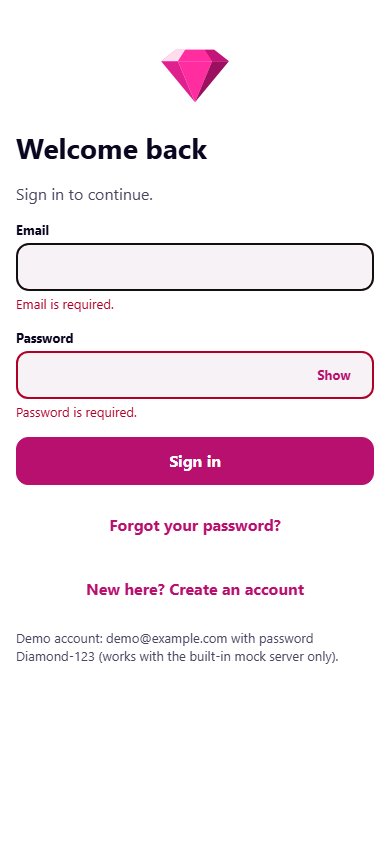 Welcome back
Sign in to continue.
Email
Email is required.
Password
Show
Password is required.
Sign in
Forgot your password?
New here? Create an account
Demo account: demo@example.com with password
Diamond-123 (works with the built-in mock server only).